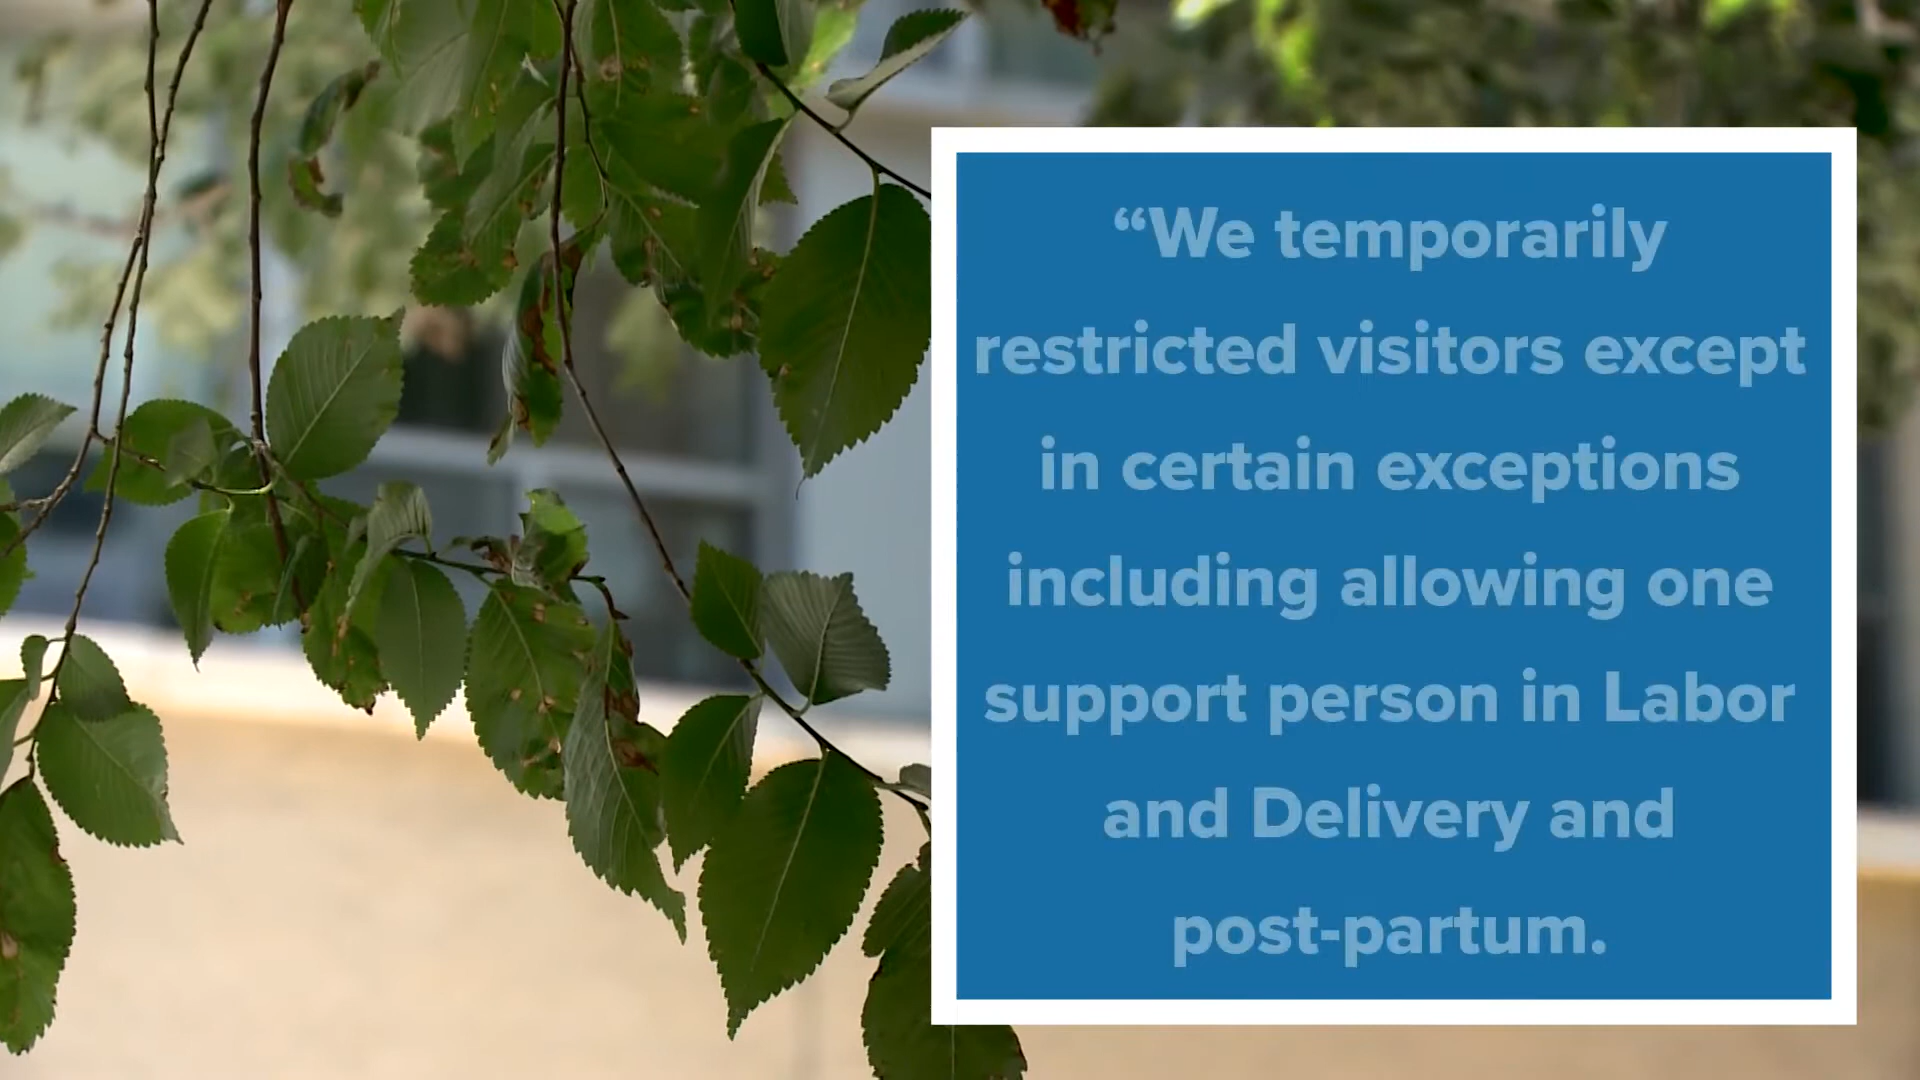 “We temporarily
restricted visitors except
in certain exceptions
including allowing one
support person in Labor
and Delivery and
post-partum.